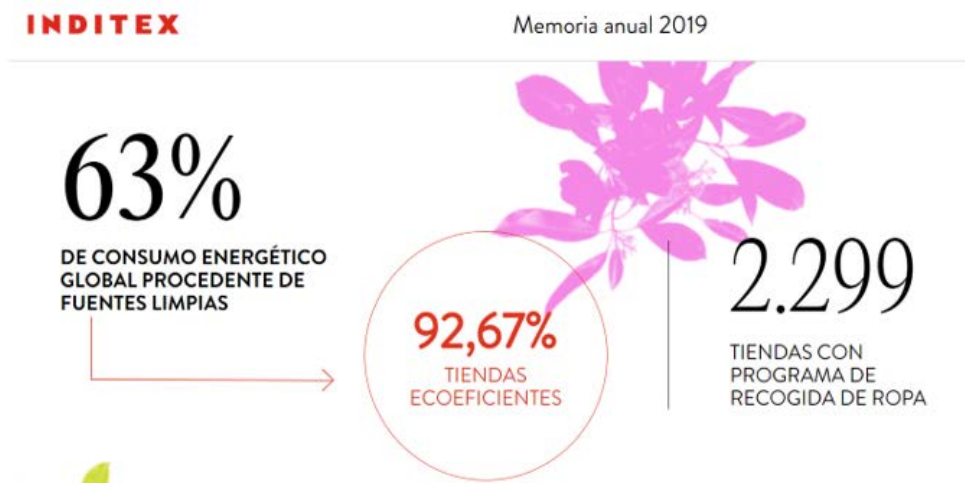 INDITEX
Memoria anual 2019
63%
DE CONSUMO ENERGÉTICO
GLOBAL PROCEDENTE DE
FUENTES LIMPIAS
92,67%
TIENDAS
ECOEFICIENTES
2.299
TIENDAS CON
PROGRAMA DE
RECOGIDA DE ROPA